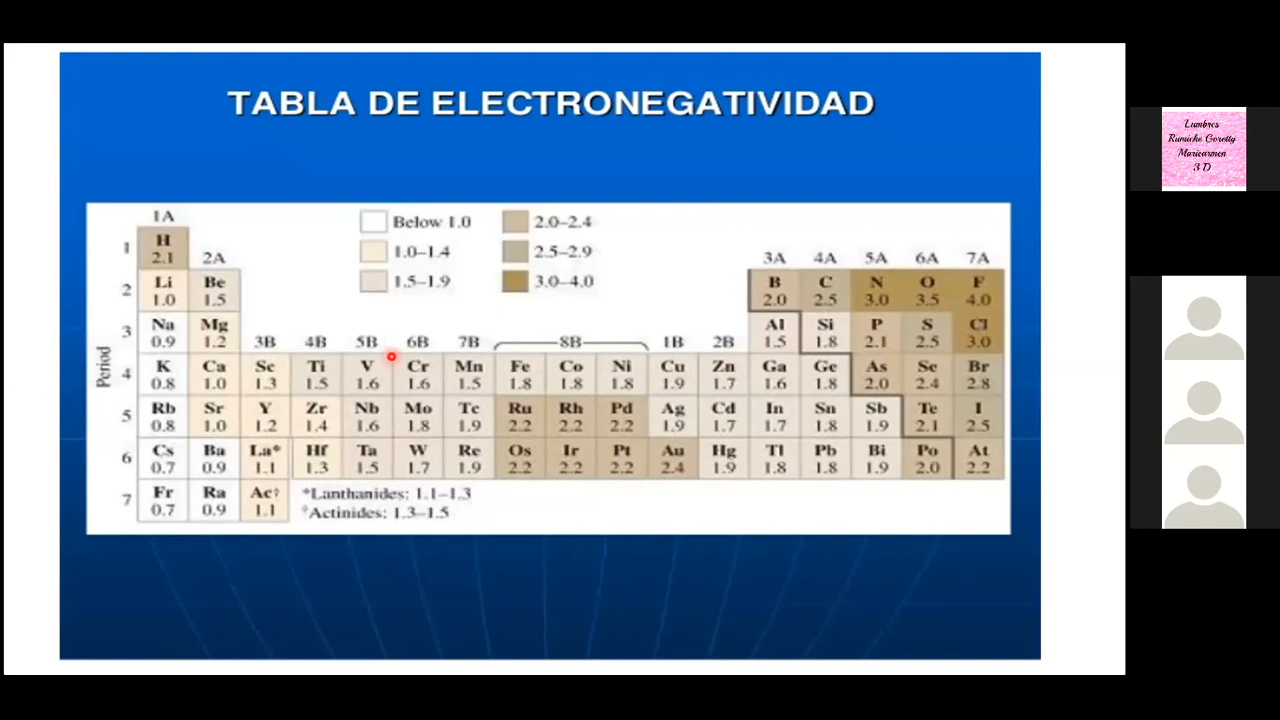 TABLA DE ELECTRONEGATIVIDAD
1A
Below 1.0
2.0–2.4
1.0–1.4
2.5–2.9
1.5–1.9
3.0–4.0
2A 3A 4A 5A 6A 7A
3B 4B 5B 6B 7B 8B 1B 2B
Period
1 H
2.1
2 Li Be B C N O F
1.0 1.5 2.0 2.5 3.0 3.5 4.0
3 Na Mg Al Si P S Cl
0.9 1.2 1.5 1.8 2.1 2.5 3.0
4 K Ca Sc Ti V Cr Mn Fe Co Ni Cu Zn Ga Ge As Se Br
0.8 1.0 1.3 1.5 1.6 1.6 1.5 1.8 1.8 1.8 1.9 1.7 1.6 1.8 2.0 2.4 2.8
5 Rb Sr Y Zr Nb Mo Tc Ru Rh Pd Ag Cd In Sn Sb Te I
0.8 1.0 1.2 1.4 1.6 1.8 1.9 2.2 2.2 2.2 1.9 1.7 1.7 1.8 1.9 2.1 2.5
6 Cs Ba La* Hf Ta W Re Os Ir Pt Au Hg Tl Pb Bi Po At
0.7 0.9 1.1 1.3 1.5 1.7 1.9 2.2 2.2 2.2 2.4 1.9 1.8 1.8 1.9 2.0 2.2
7 Fr Ra Ac†
0.7 0.9 1.1
*Lanthanides: 1.1–1.3
†Actinides: 1.3–1.5
Lumbres
Rumiche Goretty
Maricarmen
3 D